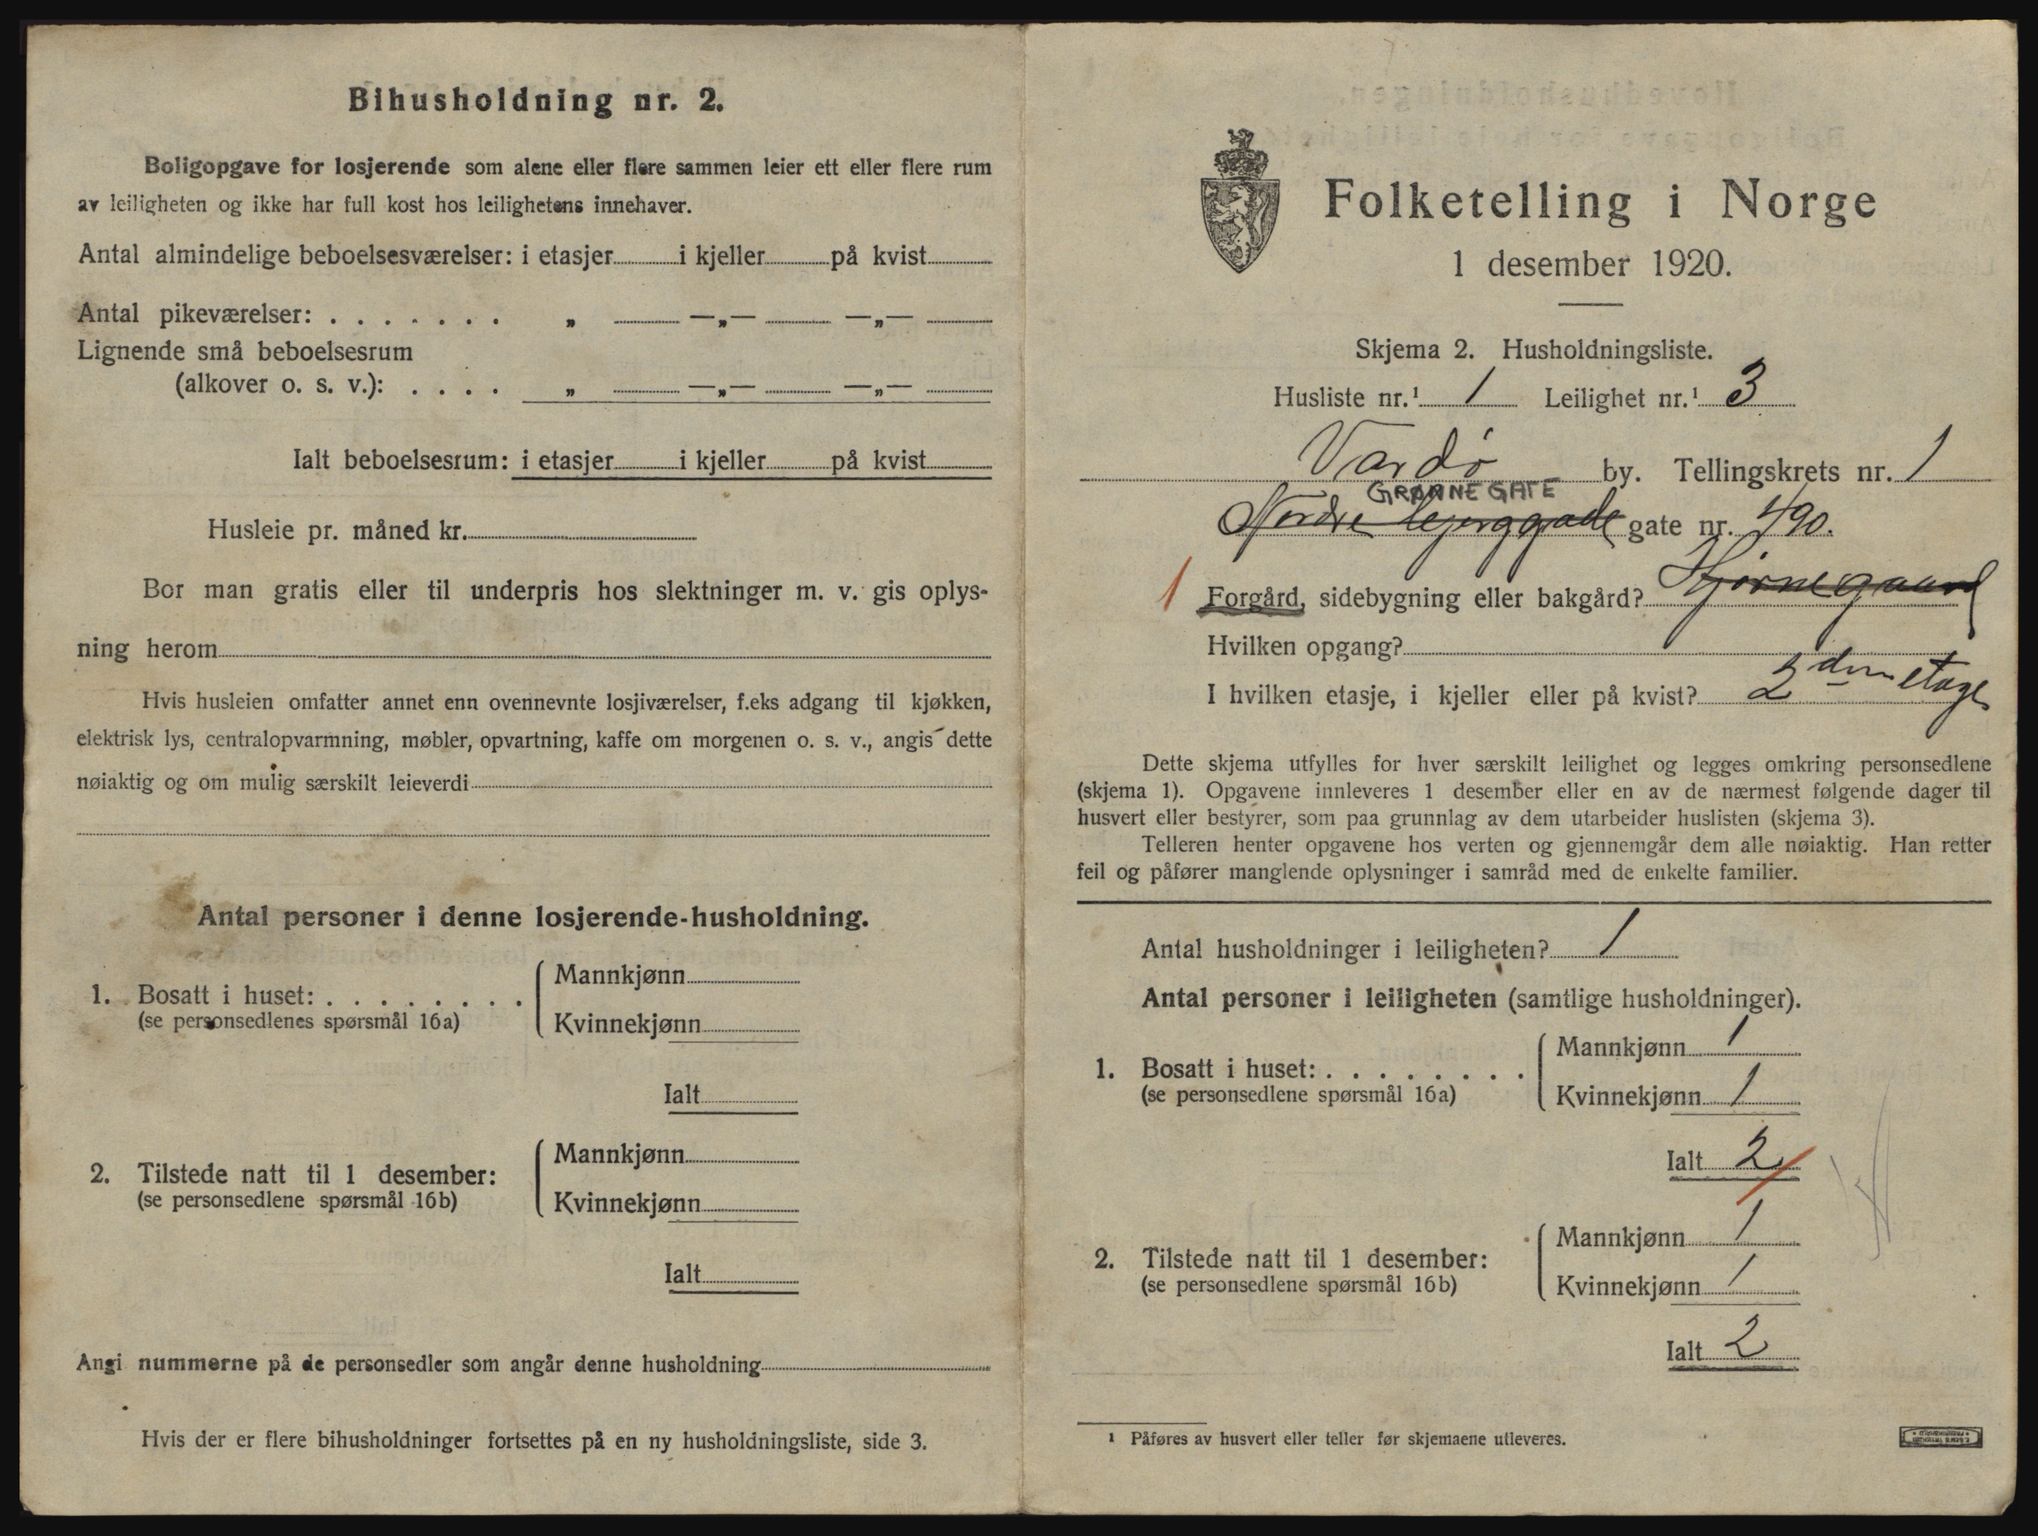 Bihusholdning nr. 2.
Boligopgave for losjerende som alene eller flere sammen leier ett eller flere rum
av leiligheten og ikke har full kost hos leilighetens innehaver.
Antal almindelige beboelsesværelser: i etasjer i kjeller på kvist
Antal pikeværelser: . . . . . . . „ —„— —„—
Lignende små beboelsesrum
(alkover o. s. v.): . . . . „ —„— —„—
Ialt beboelsesrum: i etasjer i kjeller på kvist
Husleie pr. måned kr.
Bor man gratis eller til underpris hos slektninger m. v. gis oplys-
ning herom
Hvis husleien omfatter annet enn ovennevnte losjiværelser, f.eks adgang til kjøkken,
elektrisk lys, centralopvarmning, møbler, opvartning, kaffe om morgenen o. s. v., angis dette
nøiaktig og om mulig særskilt leieverdi
Antal personer i denne losjerende-husholdning.
1. Bosatt i huset: . . . . . . . .
(se personsedlenes spørsmål 16a)
Mannkjønn
Kvinnekjønn
Ialt
2. Tilstede natt til 1 desember:
(se personsedlene spørsmål 16b)
Mannkjønn
Kvinnekjønn
Ialt
Angi nummerne på de personsedler som angår denne husholdning
Hvis der er flere bihusholdninger fortsettes på en ny husholdningsliste, side 3.
Folketelling i Norge
1 desember 1920.
Skjema 2. Husholdningsliste.
Husliste nr.¹ 1 Leilighet nr.¹ 3
Vardø by. Tellingskrets nr. 1
GRØNNEGATE
Nordre gate nr. 490.
1 Forgård, sidebygning eller bakgård? Hjørnegaard
Hvilken opgang?
I hvilken etasje, i kjeller eller på kvist? 2den etage
Dette skjema utfylles for hver særskilt leilighet og legges omkring personsedlene
(skjema 1). Opgavene innleveres 1 desember eller en av de nærmest følgende dager til
husvert eller bestyrer, som paa grunnlag av dem utarbeider huslisten (skjema 3).
Telleren henter opgavene hos verten og gjennemgår dem alle nøiaktig. Han retter
feil og påfører manglende oplysninger i samråd med de enkelte familier.
Antal husholdninger i leiligheten? 1
Antal personer i leiligheten (samtlige husholdninger).
1. Bosatt i huset: . . . . . . . .
(se personsedlene spørsmål 16a)
Mannkjønn 1
Kvinnekjønn 1
Ialt 2
2. Tilstede natt til 1 desember:
(se personsedlene spørsmål 16b)
Mannkjønn 1
Kvinnekjønn 1
Ialt 2
¹ Påføres av husvert eller teller før skjemaene utleveres.